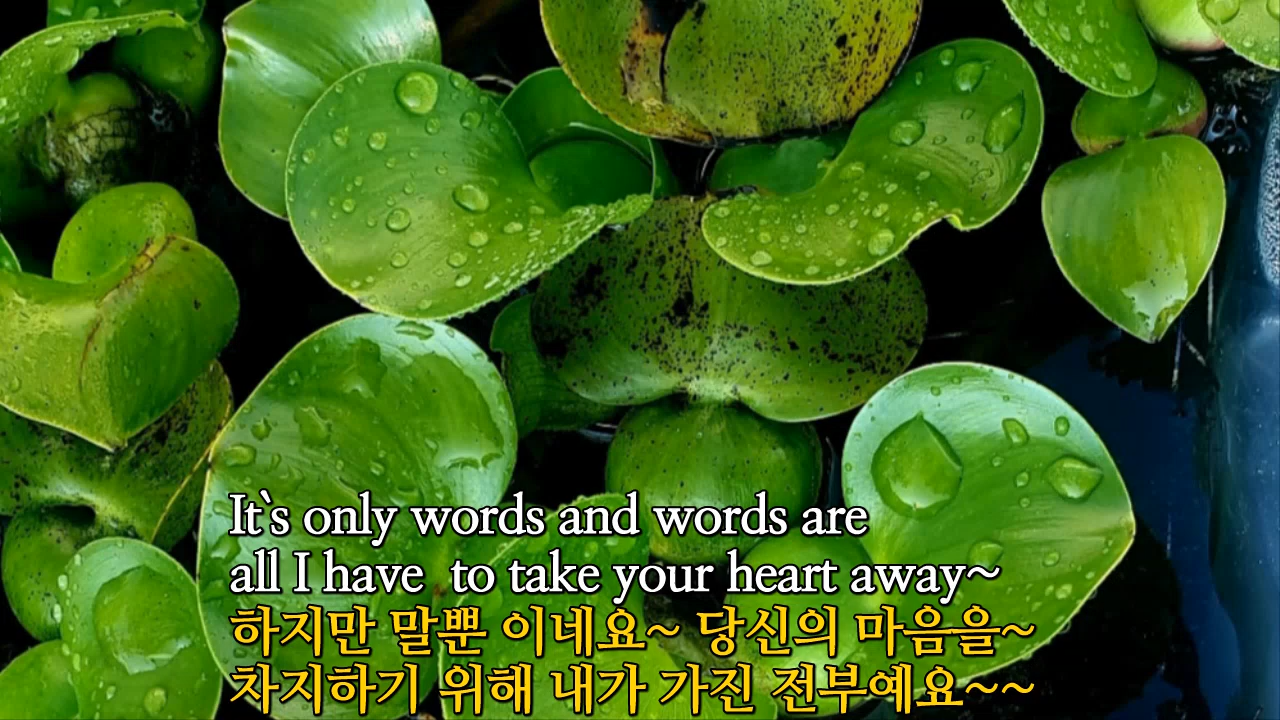 It`s only words and words are
all I have  to take your heart away~
하지만 말뿐 이네요~ 당신의 마음을~
차지하기 위해 내가 가진 전부예요~~